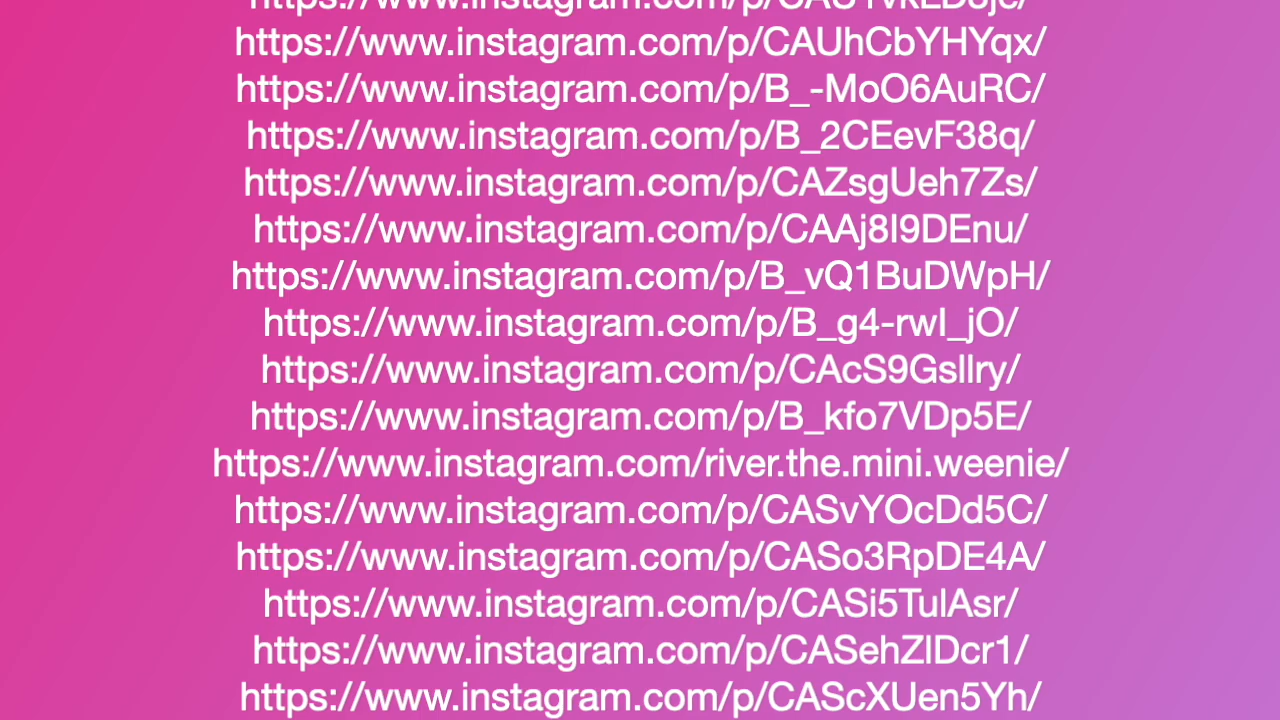 https://www.instagram.com/p/CAUhCbYHYqx/
https://www.instagram.com/p/B_-MoO6AuRC/
https://www.instagram.com/p/B_2CEevF38q/
https://www.instagram.com/p/CAZsgUeh7Zs/
https://www.instagram.com/p/CAAj8I9DEnu/
https://www.instagram.com/p/B_vQ1BuDWpH/
https://www.instagram.com/p/B_g4-rwI_jO/
https://www.instagram.com/p/CAcS9Gsllry/
https://www.instagram.com/p/B_kfo7VDp5E/
https://www.instagram.com/river.the.mini.weenie/
https://www.instagram.com/p/CASvYOcDd5C/
https://www.instagram.com/p/CASo3RpDE4A/
https://www.instagram.com/p/CASi5TulAsr/
https://www.instagram.com/p/CASehZlDcr1/
https://www.instagram.com/p/CAScXUen5Yh/